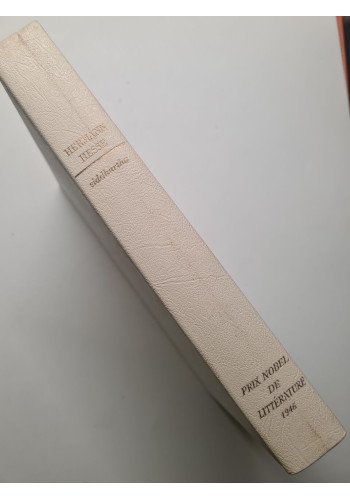 HERMANN
HESSE
siddhartha
PRIX NOBEL
DE
LITTÉRATURE
1946